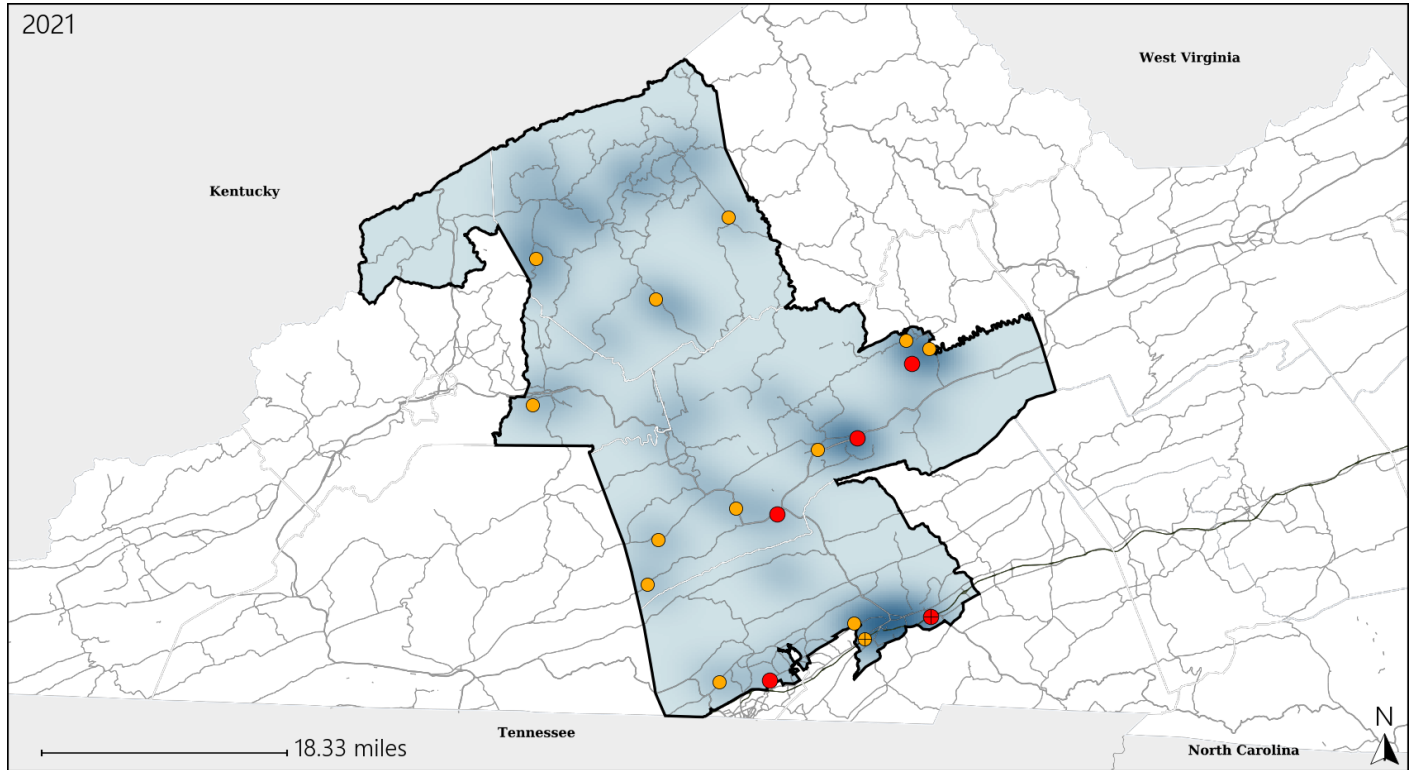 2021
West Virginia
Kentucky
Tennessee
18.33 miles
North Carolina
N